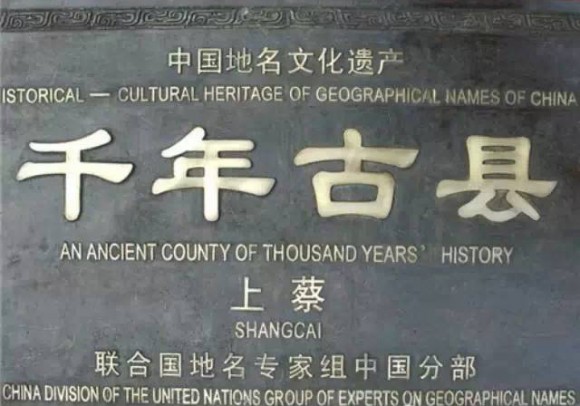 中国地名文化遗产
ISTORICAL — CULTURAL HERITAGE OF GEOGRAPHICAL NAMES OF CHINA
千年古县
AN ANCIENT COUNTY OF THOUSAND YEARS' HISTORY
上蔡
SHANGCAI
联合国地名专家组中国分部
CHINA DIVISION OF THE UNITED NATIONS GROUP OF EXPERTS ON GEOGRAPHICAL NAMES